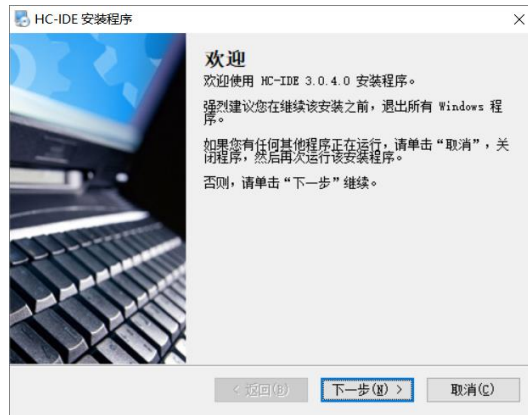 HC-IDE 安装程序
欢迎
欢迎使用 HC-IDE 3.0.4.0 安装程序。
强烈建议您在继续该安装之前，退出所有 Windows 程
序。
如果您有任何其他程序正在运行，请单击“取消”，关
闭程序，然后再次运行该安装程序。
否则，请单击“下一步”继续。
< 返回(B)
下一步(N) >
取消(C)